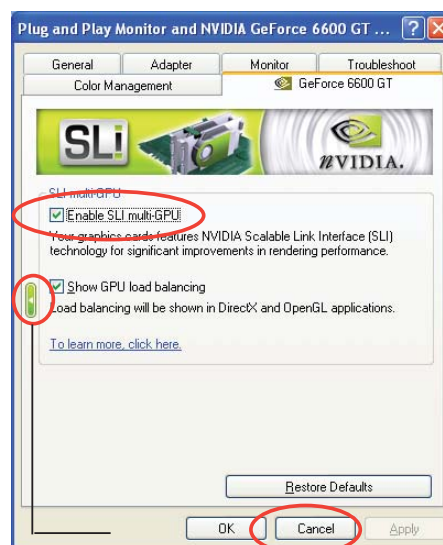 Plug and Play Monitor and NVIDIA GeForce 6600 GT ...
General Adapter Monitor Troubleshoot
Color Management GeForce 6600 GT
SLI nVIDIA.
SLI multi-GPU
Enable SLI multi-GPU
Your graphics cards features NVIDIA Scalable Link Interface (SLI)
technology for significant improvements in rendering performance.
Show GPU load balancing
Load balancing will be shown in DirectX and OpenGL applications.
To learn more, click here.
Restore Defaults
OK Cancel Apply